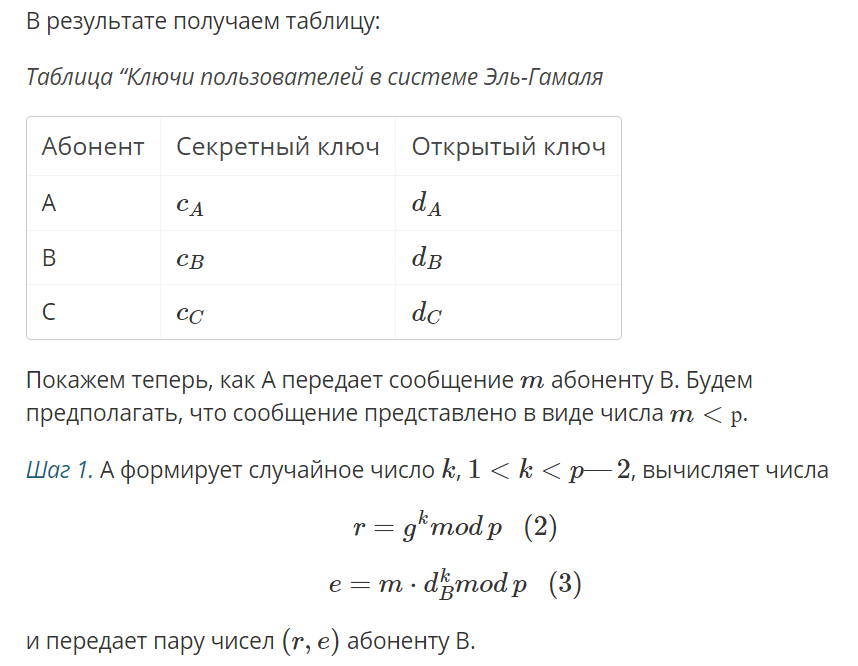 В результате получаем таблицу:
Таблица “Ключи пользователей в системе Эль-Гамаля
Абонент Секретный ключ Открытый ключ
A c_A d_A
B c_B d_B
C c_C d_C
Покажем теперь, как А передает сообщение m абоненту В. Будем
предполагать, что сообщение представлено в виде числа m < p.
Шаг 1. А формирует случайное число k, 1 < k < p—2, вычисляет числа
r = g^k mod p (2)
e = m · d_B^k mod p (3)
и передает пару чисел (r, e) абоненту В.